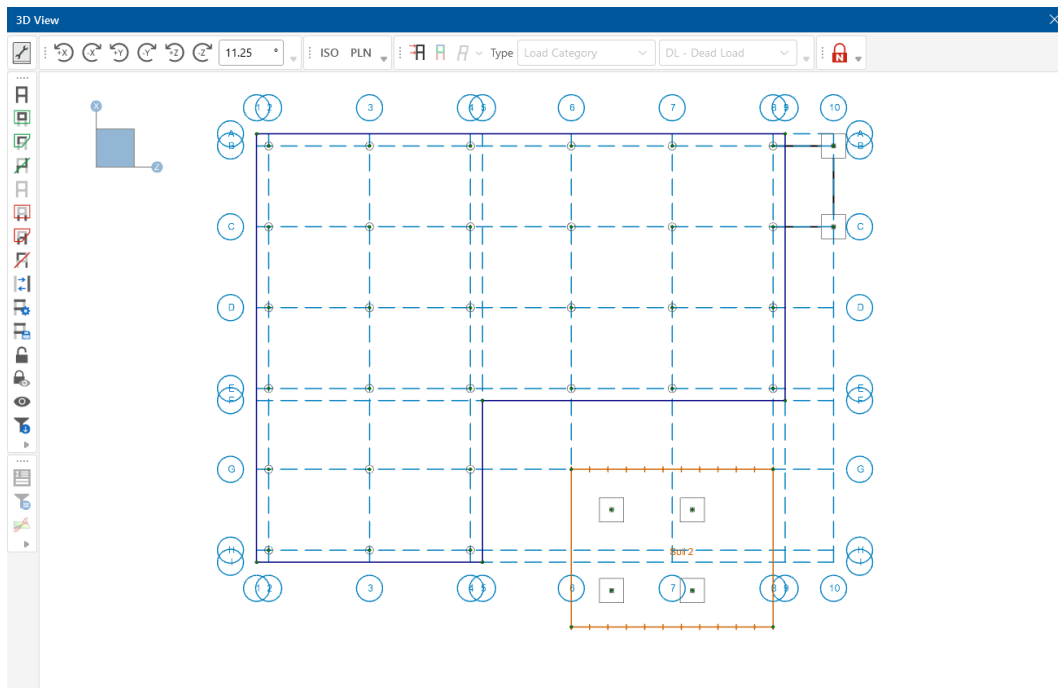 3D View
+X -X +Y -Y +Z -Z 11.25 ° ISO PLN Type Load Category DL - Dead Load N
X
Z
1 2 3 4 5 6 7 8 9 10
A A
B B
C C
D D
E E
F F
G G
H H
Buil 2
I I
1 2 3 4 5 6 7 8 9 10